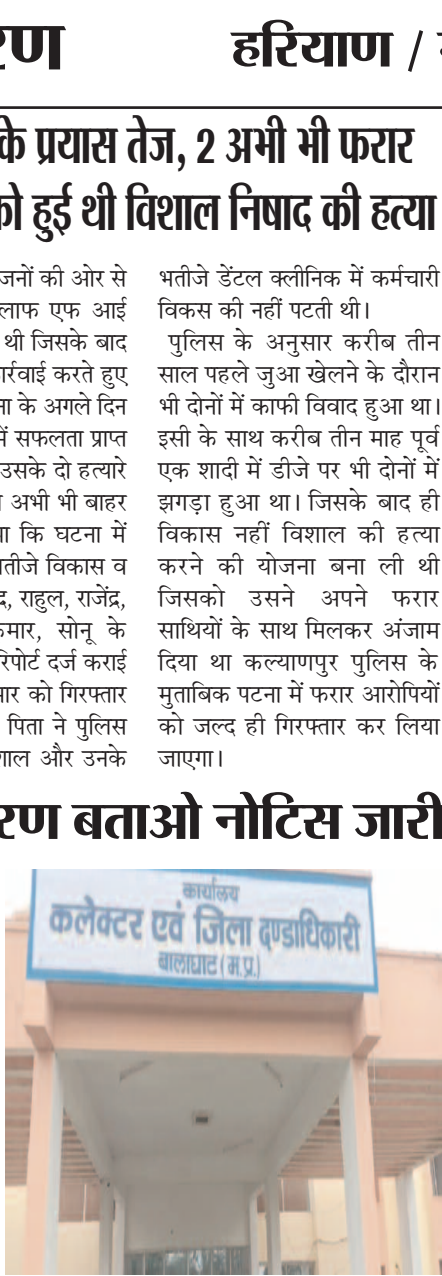 रण
हरियाण /
के प्रयास तेज, 2 अभी भी फरार
को हुई थी विशाल निषाद की हत्या
जनों की ओर से
लाफ एफ आई
थी जिसके बाद
ार्रवाई करते हुए
ना के अगले दिन
में सफलता प्राप्त
उसके दो हत्यारे
अभी भी बाहर
ा कि घटना में
तीजे विकास व
द, राहुल, राजेंद्र,
कुमार, सोनू के
रिपोर्ट दर्ज कराई
मार को गिरफ्तार
पिता ने पुलिस
शाल और उनके
भतीजे डेंटल क्लीनिक में कर्मचारी
विकस की नहीं पटती थी।
पुलिस के अनुसार करीब तीन
साल पहले जुआ खेलने के दौरान
भी दोनों में काफी विवाद हुआ था।
इसी के साथ करीब तीन माह पूर्व
एक शादी में डीजे पर भी दोनों में
झगड़ा हुआ था। जिसके बाद ही
विकास नहीं विशाल की हत्या
करने की योजना बना ली थी
जिसको उसने अपने फरार
साथियों के साथ मिलकर अंजाम
दिया था कल्याणपुर पुलिस के
मुताबिक पटना में फरार आरोपियों
को जल्द ही गिरफ्तार कर लिया
जाएगा।
रण बताओ नोटिस जारी
कार्यालय
कलेक्टर एवं जिला दण्डाधिकारी
बालाघाट (म.प्र.)